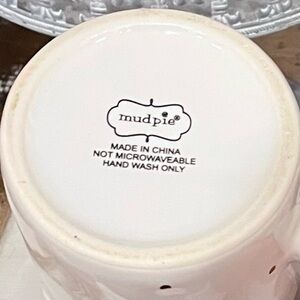 mudpie®
MADE IN CHINA
NOT MICROWAVEABLE
HAND WASH ONLY